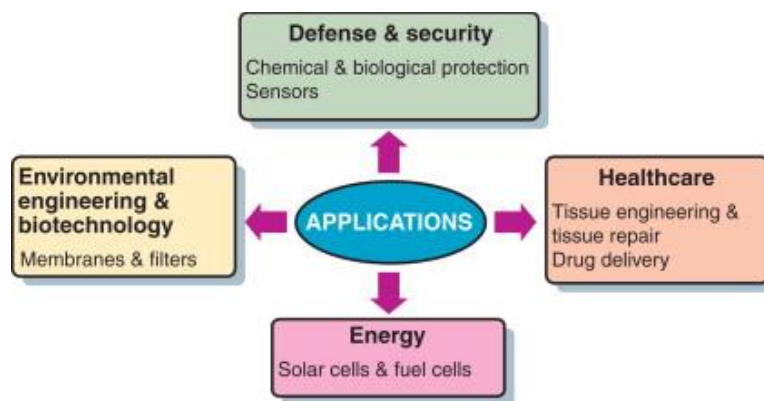 Defense & security
Chemical & biological protection
Sensors
Environmental
engineering &
biotechnology
Membranes & filters
APPLICATIONS
Healthcare
Tissue engineering &
tissue repair
Drug delivery
Energy
Solar cells & fuel cells